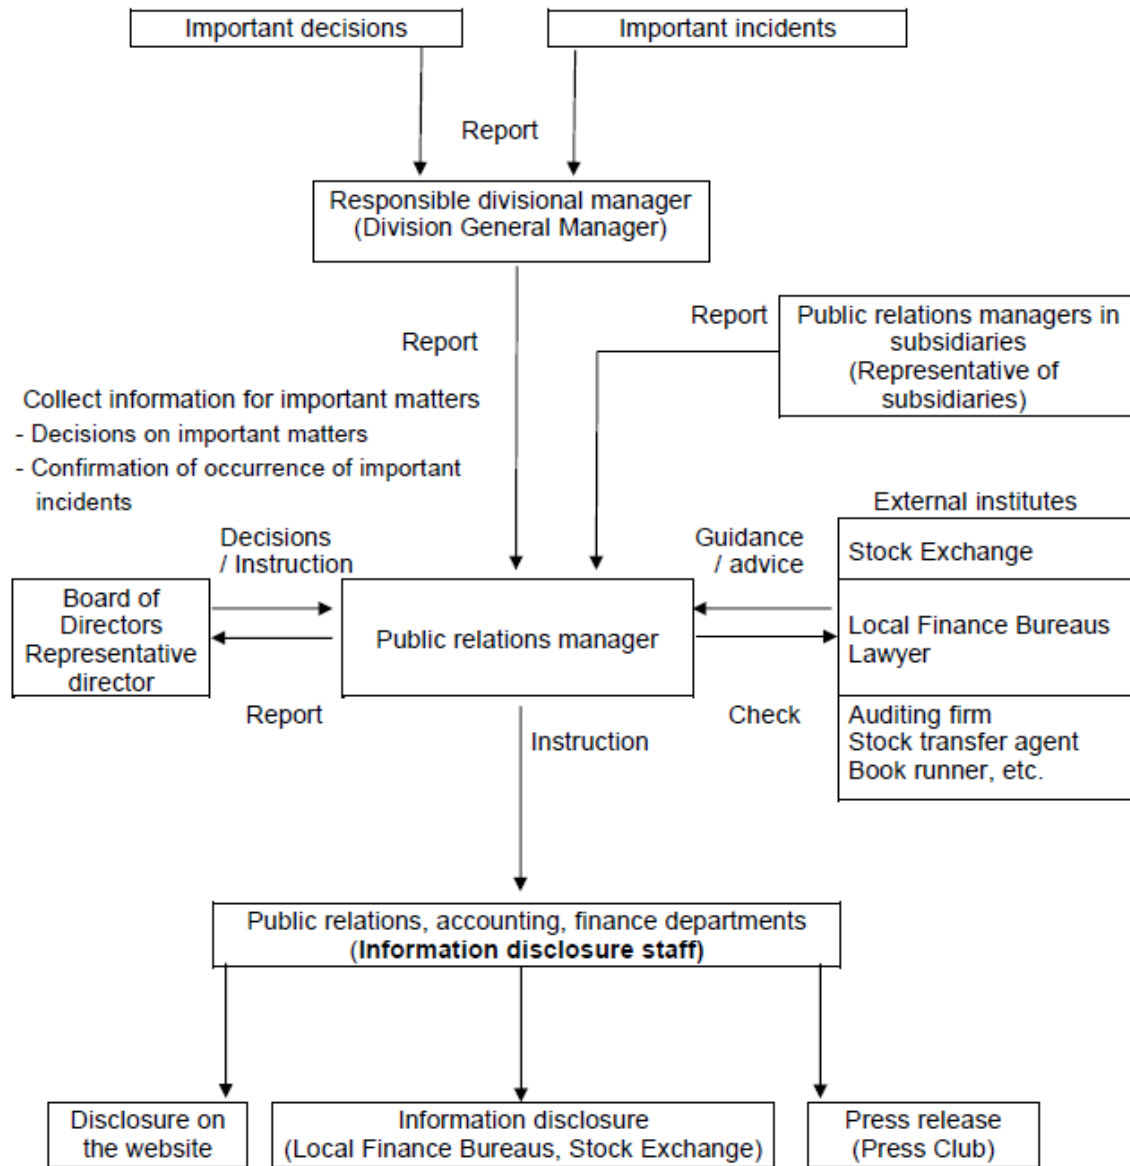 Important decisions
Important incidents
Report
Responsible divisional manager
(Division General Manager)
Report
Report
Public relations managers in
subsidiaries
(Representative of
subsidiaries)
Collect information for important matters
- Decisions on important matters
- Confirmation of occurrence of important
incidents
External institutes
Decisions
/ Instruction
Guidance
/ advice
Stock Exchange
Board of
Directors
Representative
director
Public relations manager
Local Finance Bureaus
Lawyer
Report
Check
Auditing firm
Stock transfer agent
Book runner, etc.
Instruction
Public relations, accounting, finance departments
(Information disclosure staff)
Disclosure on
the website
Information disclosure
(Local Finance Bureaus, Stock Exchange)
Press release
(Press Club)